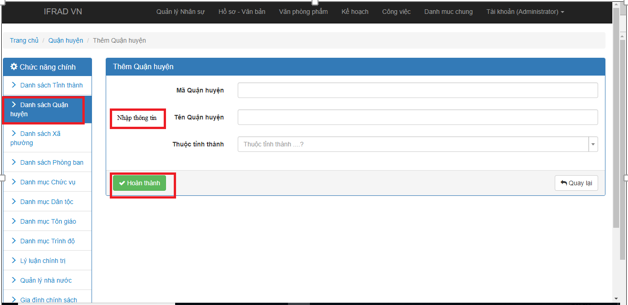 IFRAD VN Quản lý Nhân sự Hồ sơ - Văn bản Văn phòng phẩm Kế hoạch Công việc Danh mục chung Tài khoản (Administrator)
Trang chủ / Quận huyện / Thêm Quận huyện
Chức năng chính
Danh sách Tỉnh thành
Danh sách Quận
huyện
Danh sách Xã
phường
Danh sách Phòng ban
Danh mục Chức vụ
Danh mục Dân tộc
Danh mục Tôn giáo
Danh mục Trình độ
Lý luân chính trị
Quản lý nhà nước
Gia đình chính sách
Thêm Quận huyện
Mã Quận huyện
Nhập thông tin Tên Quận huyện
Thuộc tỉnh thành Thuộc tỉnh thành ... ?
Hoàn thành Quay lại